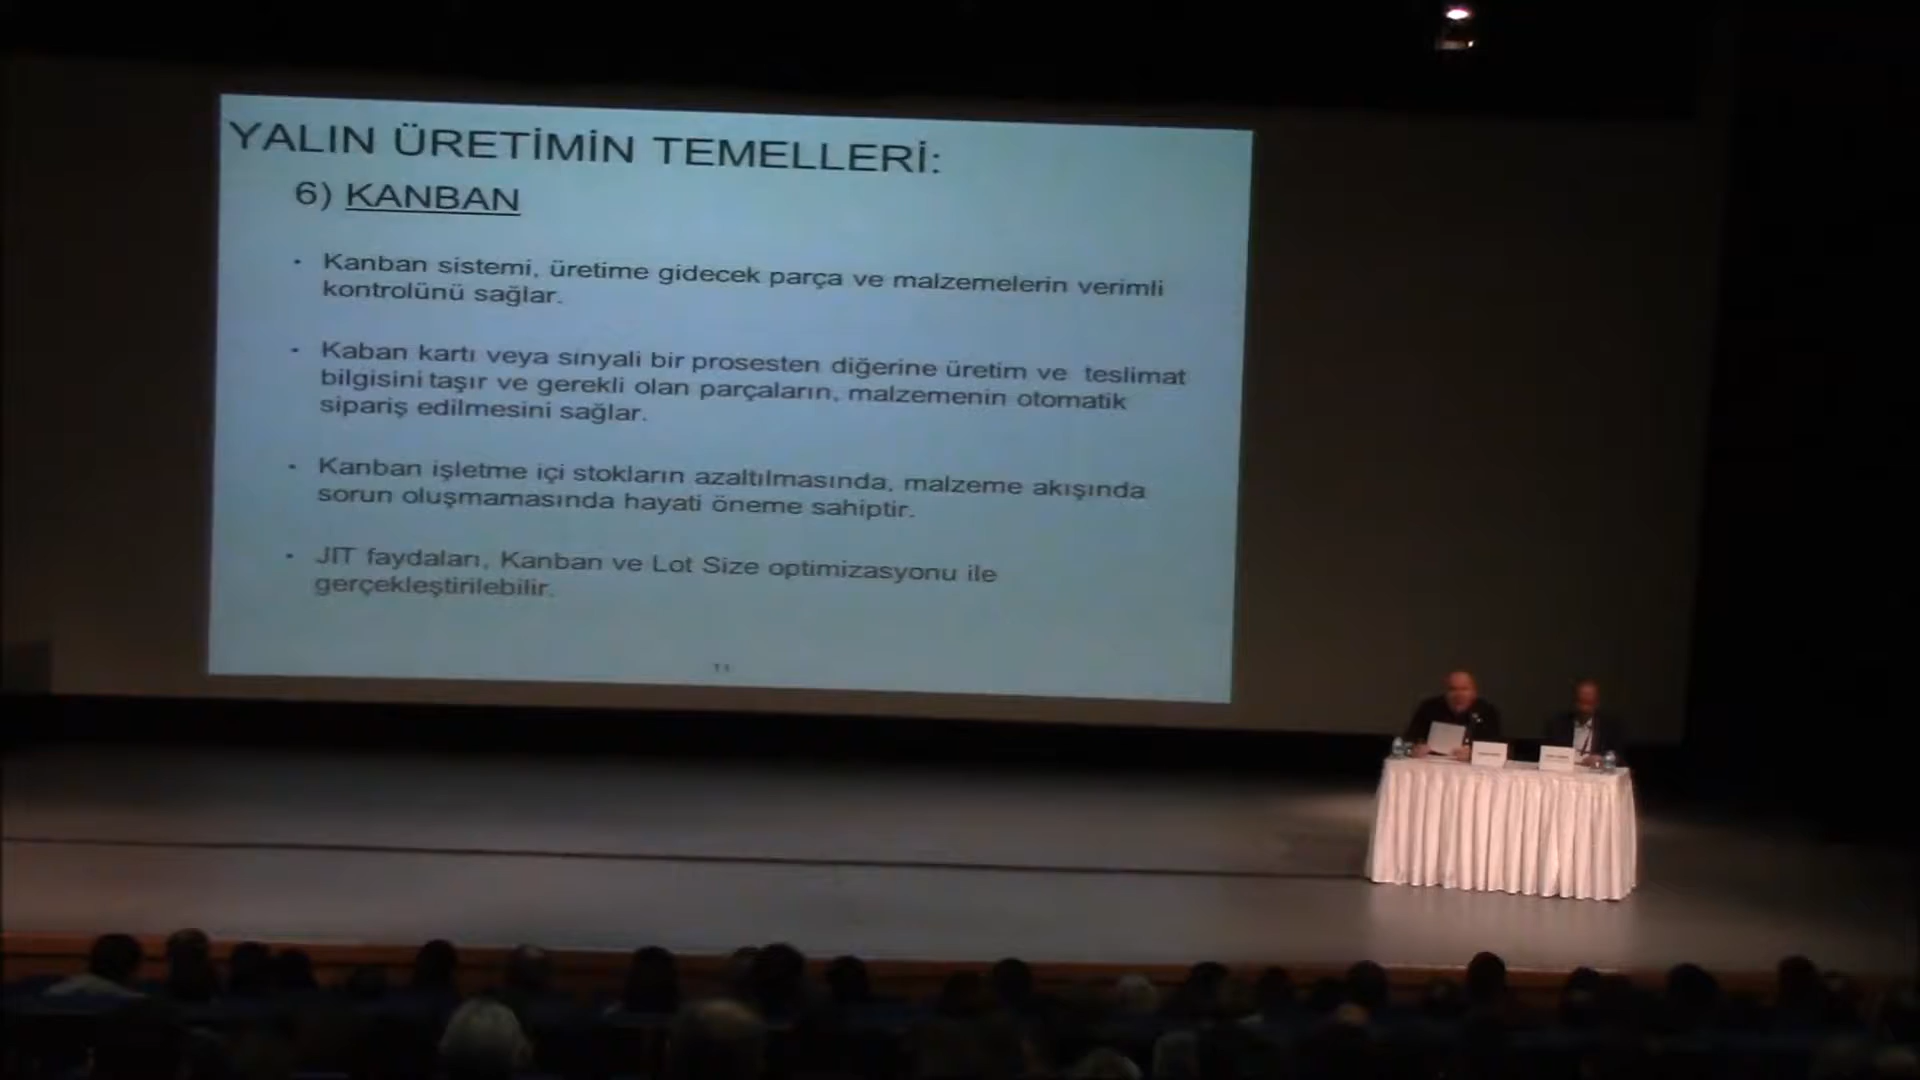 YALIN ÜRETİMİN TEMELLERİ:
6) KANBAN
• Kanban sistemi, üretime gidecek parça ve malzemelerin verimli
kontrolünü sağlar.
• Kaban kartı veya sinyali bir prosesten diğerine üretim ve teslimat
bilgisini taşır ve gerekli olan parçaların, malzemenin otomatik
sipariş edilmesini sağlar.
• Kanban işletme içi stokların azaltılmasında, malzeme akışında
sorun oluşmamasında hayati öneme sahiptir.
• JIT faydaları, Kanban ve Lot Size optimizasyonu ile
gerçekleştirilebilir.
11